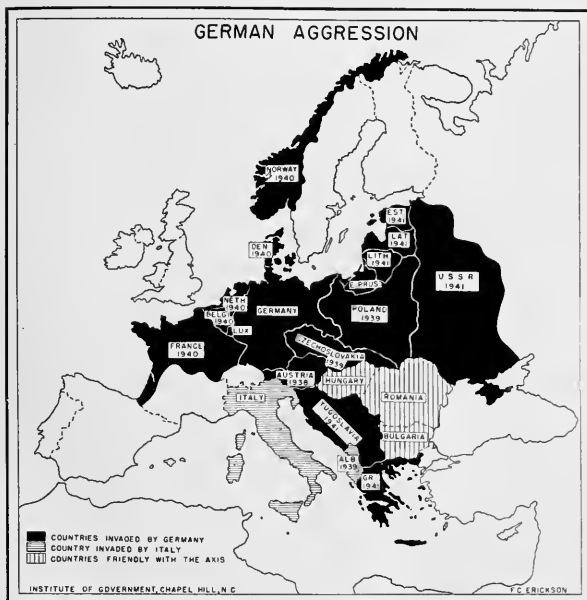 GERMAN AGGRESSION
NORWAY
1940
EST
1941
LAT
1941
LITH
1941
E. PRUS.
DEN
1940
USSR
1941
NETH
1940
BELGI
1940
LUX
GERMANY
POLAND
1939
FRANCE
1940
CZECHOSLOVAKIA
1939
AUSTRIA
1938
HUNGARY
ITALY
ROMANIA
YUGOSLAVIA
1941
BULGARIA
ALB
1939
GR
1941
COUNTRIES INVADED BY GERMANY
COUNTRY INVADED BY ITALY
COUNTRIES FRIENDLY WITH THE AXIS
INSTITUTE OF GOVERNMENT, CHAPEL HILL, N C
F. C. ERICKSON